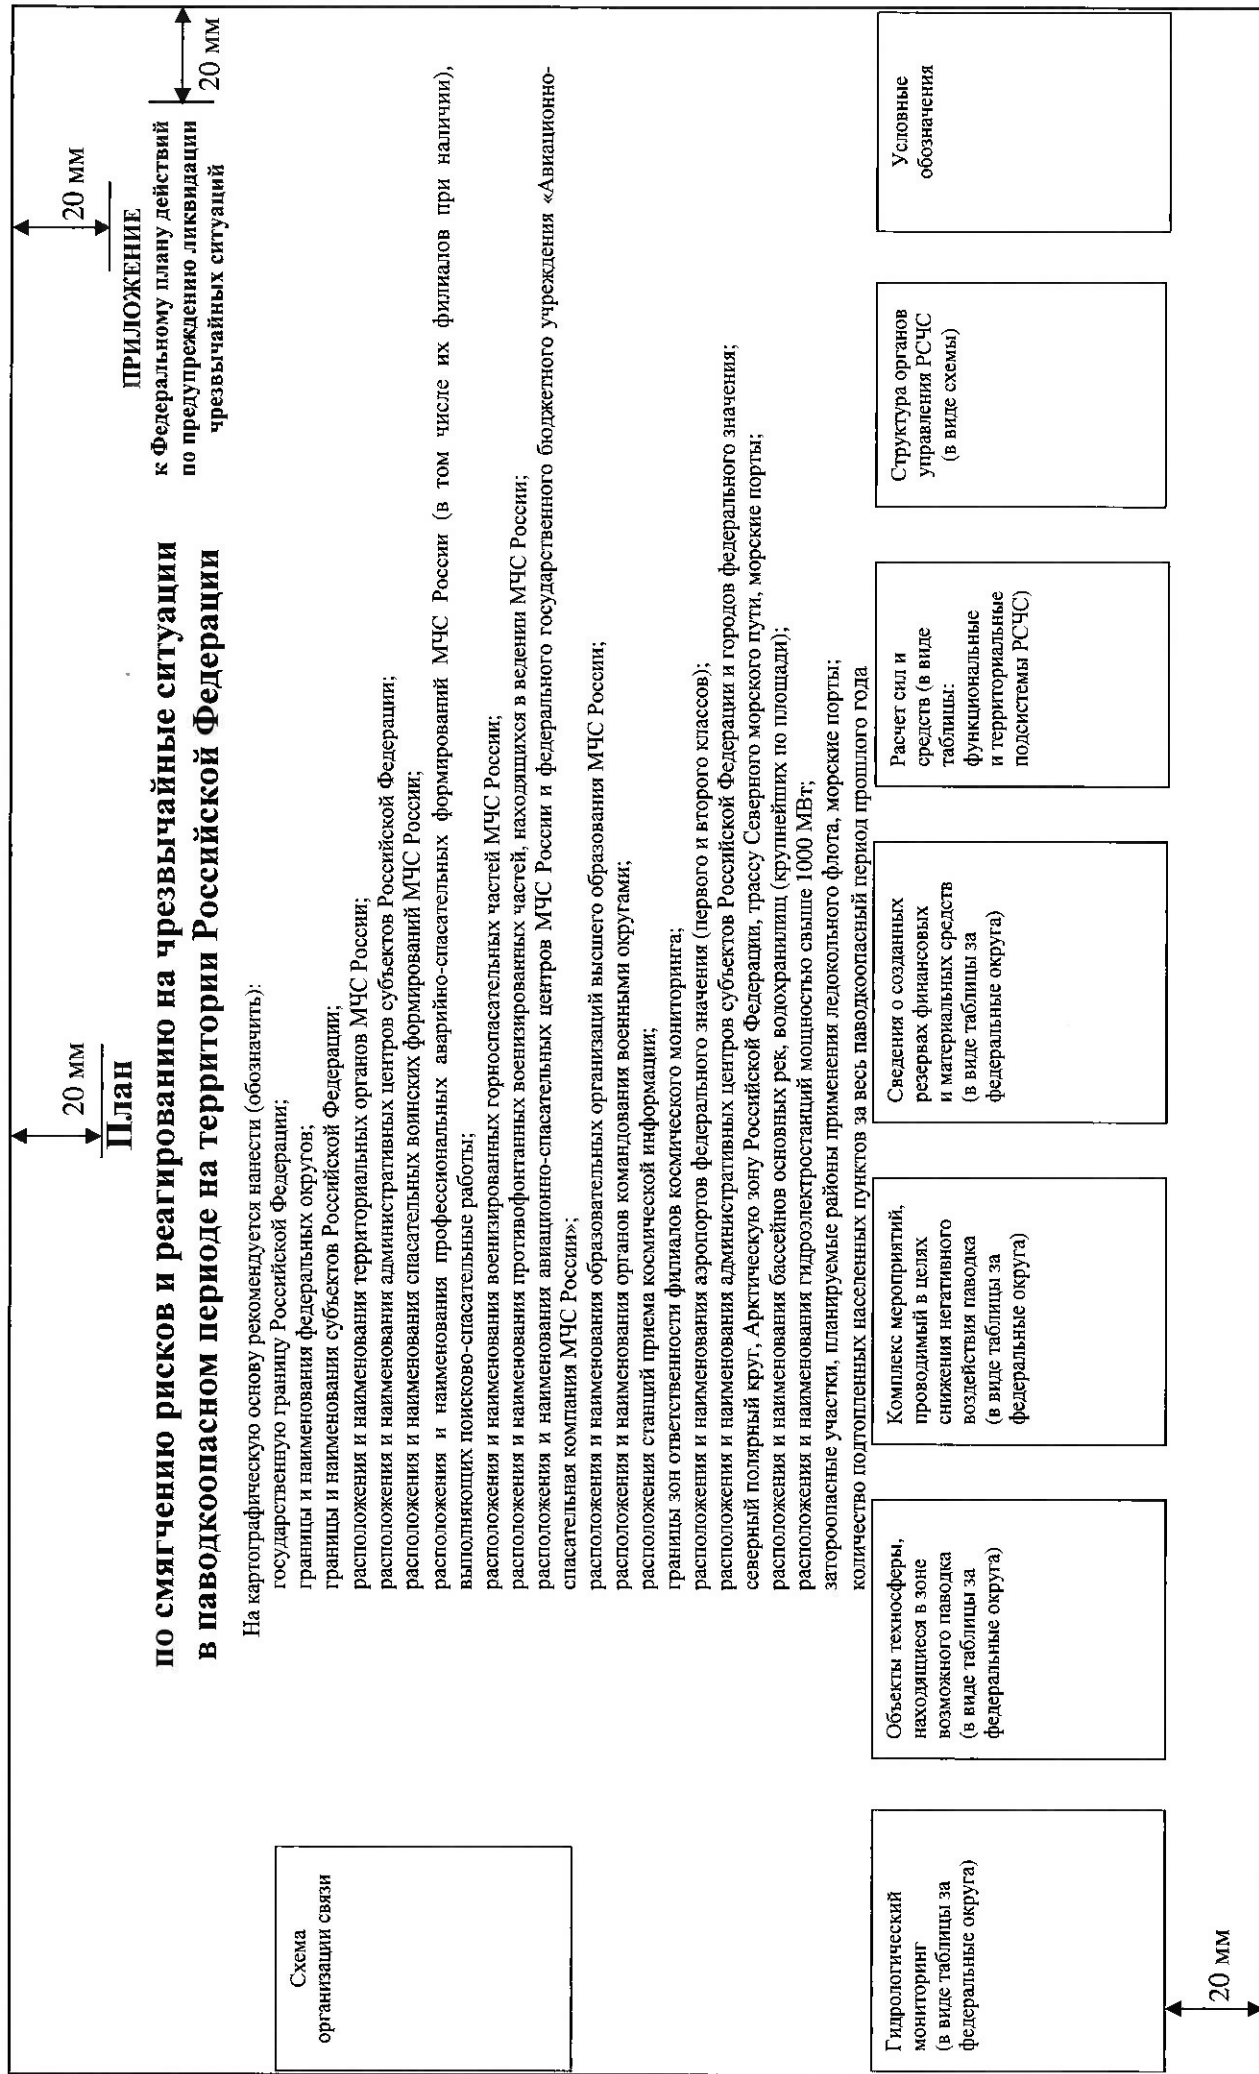 20 мм
20 мм
20 мм
ПРИЛОЖЕНИЕ
к Федеральному плану действий
по предупреждению ликвидации
чрезвычайных ситуаций
План
по смягчению рисков и реагированию на чрезвычайные ситуации
в паводкоопасном периоде на территории Российской Федерации
На картографическую основу рекомендуется нанести (обозначить):
государственную границу Российской Федерации;
границы и наименования федеральных округов;
границы и наименования субъектов Российской Федерации;
расположения и наименования территориальных органов МЧС России;
расположения и наименования административных центров субъектов Российской Федерации;
расположения и наименования спасательных воинских формирований МЧС России;
расположения и наименования профессиональных аварийно-спасательных формирований МЧС России (в том числе их филиалов при наличии),
выполняющих поисково-спасательные работы;
расположения и наименования военизированных горноспасательных частей МЧС России;
расположения и наименования противофонтанных военизированных частей, находящихся в ведении МЧС России;
расположения и наименования авиационно-спасательных центров МЧС России и федерального государственного бюджетного учреждения «Авиационно-
спасательная компания МЧС России»;
расположения и наименования образовательных организаций высшего образования МЧС России;
расположения и наименования органов командования военными округами;
расположения станций приема космической информации;
границы зон ответственности филиалов космического мониторинга;
расположения и наименования аэропортов федерального значения (первого и второго классов);
расположения и наименования административных центров субъектов Российской Федерации и городов федерального значения;
северный полярный круг, Арктическую зону Российской Федерации, трассу Северного морского пути, морские порты;
расположения и наименования бассейнов основных рек, водохранилищ (крупнейших по площади);
расположения и наименования гидроэлектростанций мощностью свыше 1000 МВт;
затороопасные участки, планируемые районы применения ледокольного флота, морские порты;
количество подтопленных населенных пунктов за весь паводкоопасный период прошлого года
Схема
организации связи
Гидрологический
мониторинг
(в виде таблицы за
федеральные округа)
Объекты техносферы,
находящиеся в зоне
возможного паводка
(в виде таблицы за
федеральные округа)
Комплекс мероприятий,
проводимый в целях
снижения негативного
воздействия паводка
(в виде таблицы за
федеральные округа)
Сведения о созданных
резервах финансовых
и материальных средств
(в виде таблицы за
федеральные округа)
Расчет сил и
средств (в виде
таблицы:
функциональные
и территориальные
подсистемы РСЧС)
Структура органов
управления РСЧС
(в виде схемы)
Условные
обозначения
20 мм